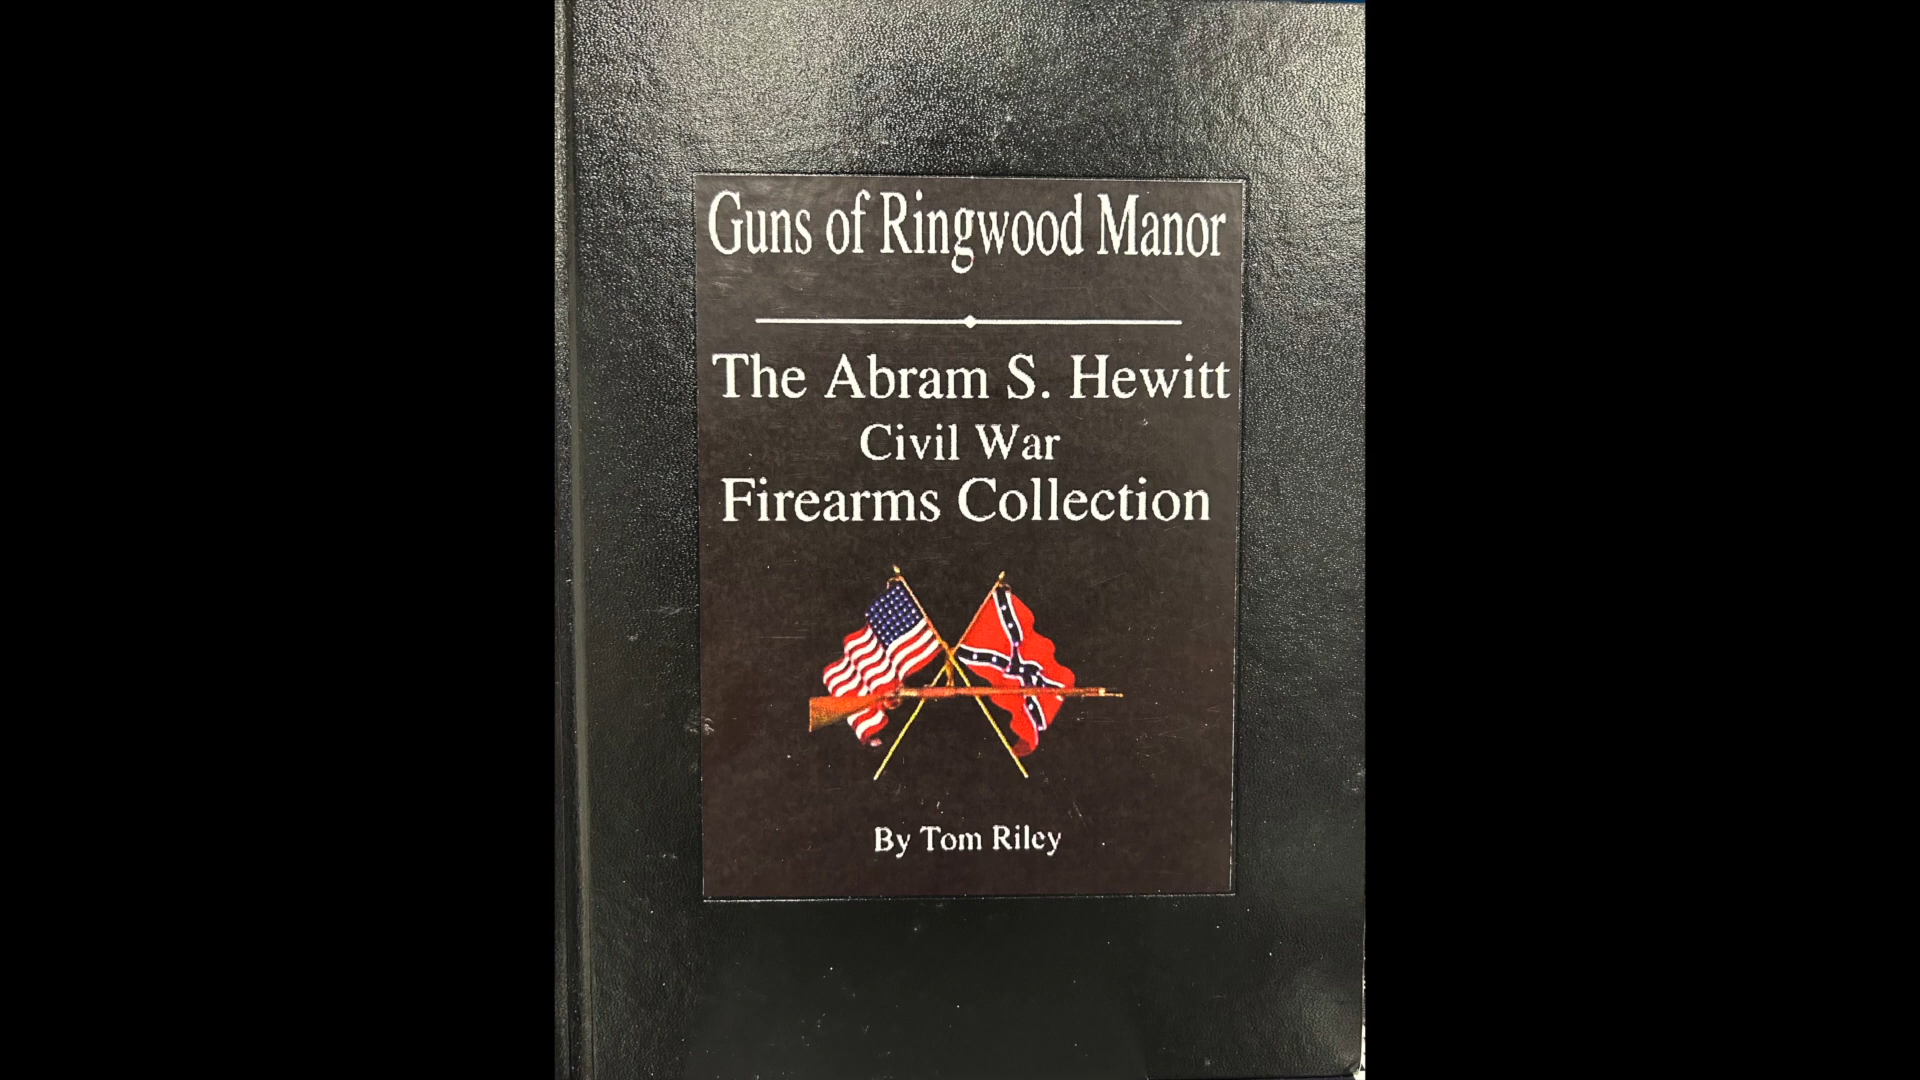 Guns of Ringwood Manor
The Abram S. Hewitt
Civil War
Firearms Collection
By Tom Riley